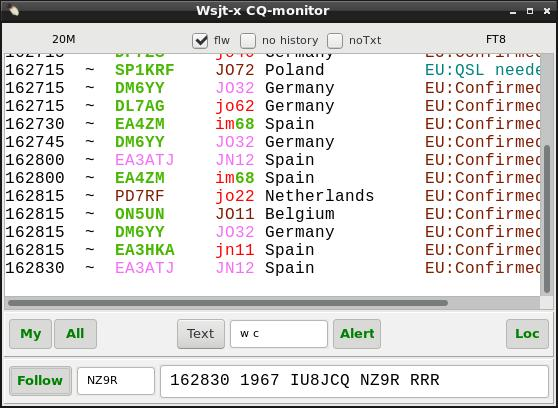 Wsjt-x CQ-monitor
20M flw no history noTxt FT8
162715 ~ SP1KRF JO72 Poland EU:QSL neede
162715 ~ DM6YY JO32 Germany EU:Confirmed
162715 ~ DL7AG jo62 Germany EU:Confirmed
162730 ~ EA4ZM im68 Spain EU:Confirmed
162745 ~ DM6YY JO32 Germany EU:Confirmed
162800 ~ EA3ATJ JN12 Spain EU:Confirmed
162800 ~ EA4ZM im68 Spain EU:Confirmed
162815 ~ PD7RF jo22 Netherlands EU:Confirmed
162815 ~ ON5UN JO11 Belgium EU:Confirmed
162815 ~ DM6YY JO32 Germany EU:Confirmed
162815 ~ EA3HKA jn11 Spain EU:Confirmed
162830 ~ EA3ATJ JN12 Spain EU:Confirmed
My All Text w c Alert Loc
Follow NZ9R 162830 1967 IU8JCQ NZ9R RRR